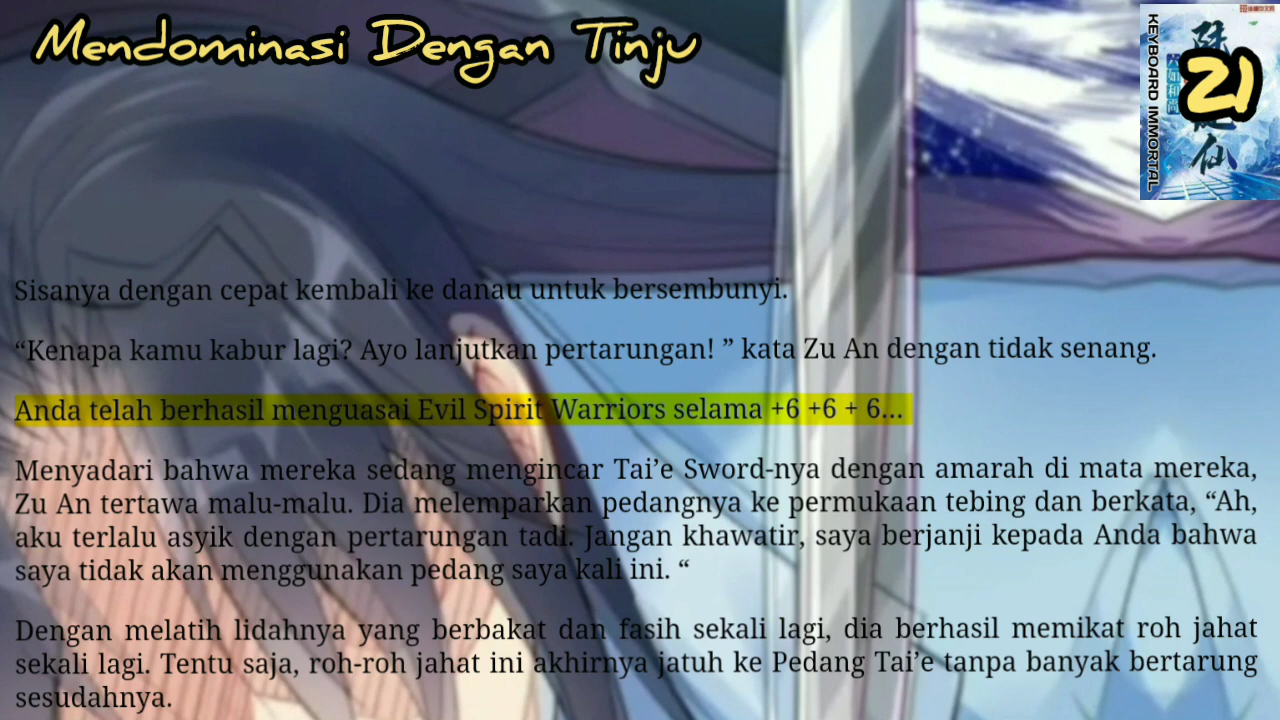 Mendominasi Dengan Tinju
KEYBOARD IMMORTAL
21
Sisanya dengan cepat kembali ke danau untuk bersembunyi.
“Kenapa kamu kabur lagi? Ayo lanjutkan pertarungan! ” kata Zu An dengan tidak senang.
Anda telah berhasil menguasai Evil Spirit Warriors selama +6 +6 + 6...
Menyadari bahwa mereka sedang mengincar Tai’e Sword-nya dengan amarah di mata mereka,
Zu An tertawa malu-malu. Dia melemparkan pedangnya ke permukaan tebing dan berkata, “Ah,
aku terlalu asyik dengan pertarungan tadi. Jangan khawatir, saya berjanji kepada Anda bahwa
saya tidak akan menggunakan pedang saya kali ini. “
Dengan melatih lidahnya yang berbakat dan fasih sekali lagi, dia berhasil memikat roh jahat
sekali lagi. Tentu saja, roh-roh jahat ini akhirnya jatuh ke Pedang Tai’e tanpa banyak bertarung
sesudahnya.